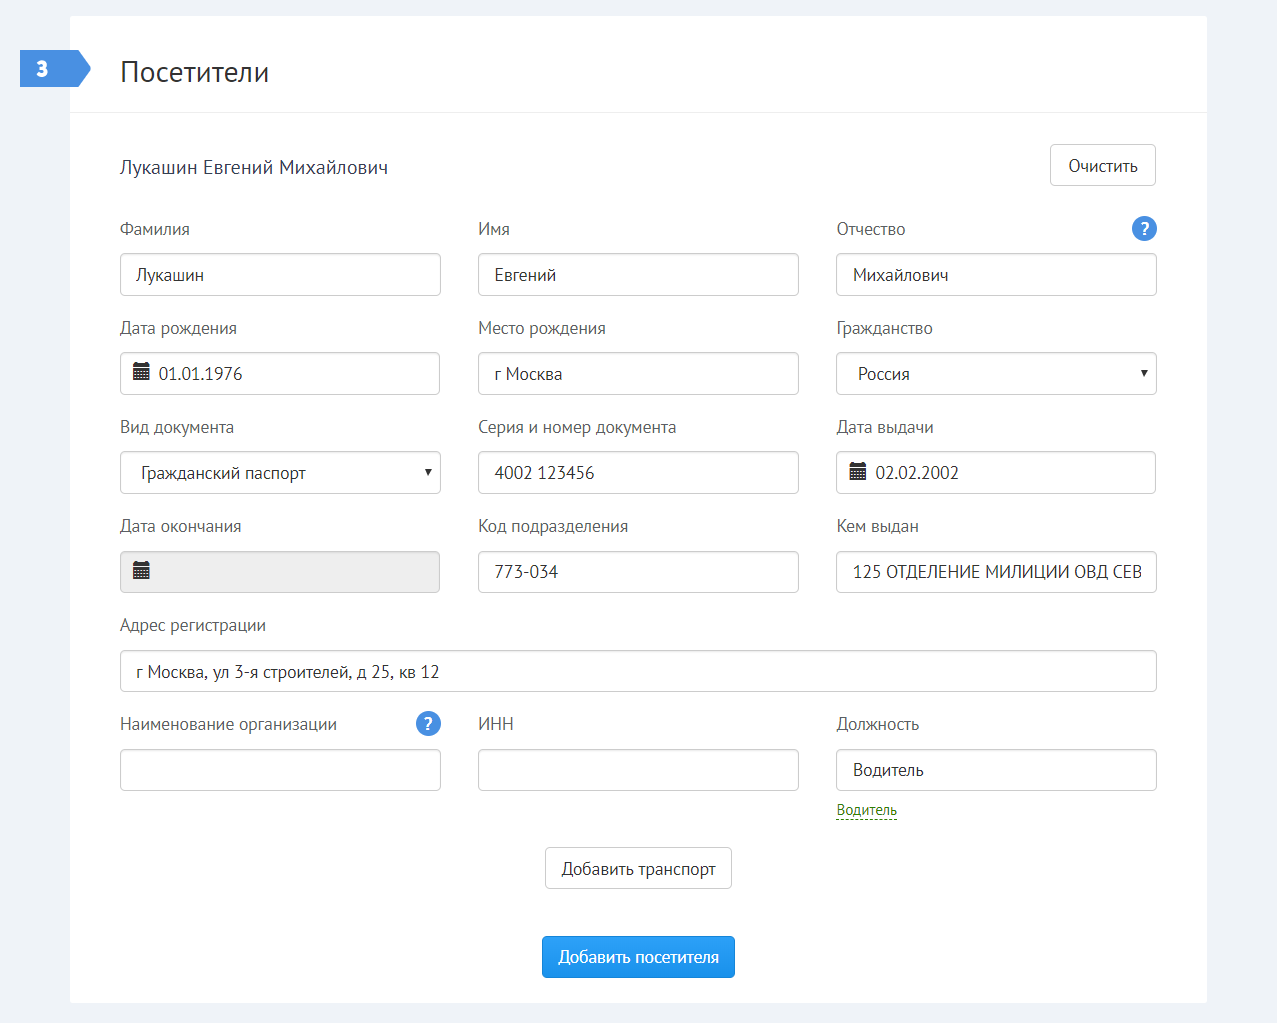 3
Посетители
Лукашин Евгений Михайлович
Очистить
Фамилия Имя Отчество ?
Лукашин Евгений Михайлович
Дата рождения Место рождения Гражданство
01.01.1976 г Москва Россия
Вид документа Серия и номер документа Дата выдачи
Гражданский паспорт 4002 123456 02.02.2002
Дата окончания Код подразделения Кем выдан
773-034 125 ОТДЕЛЕНИЕ МИЛИЦИИ ОВД СЕВ
Адрес регистрации
г Москва, ул 3-я строителей, д 25, кв 12
Наименование организации ? ИНН Должность
Водитель
Водитель
Добавить транспорт
Добавить посетителя